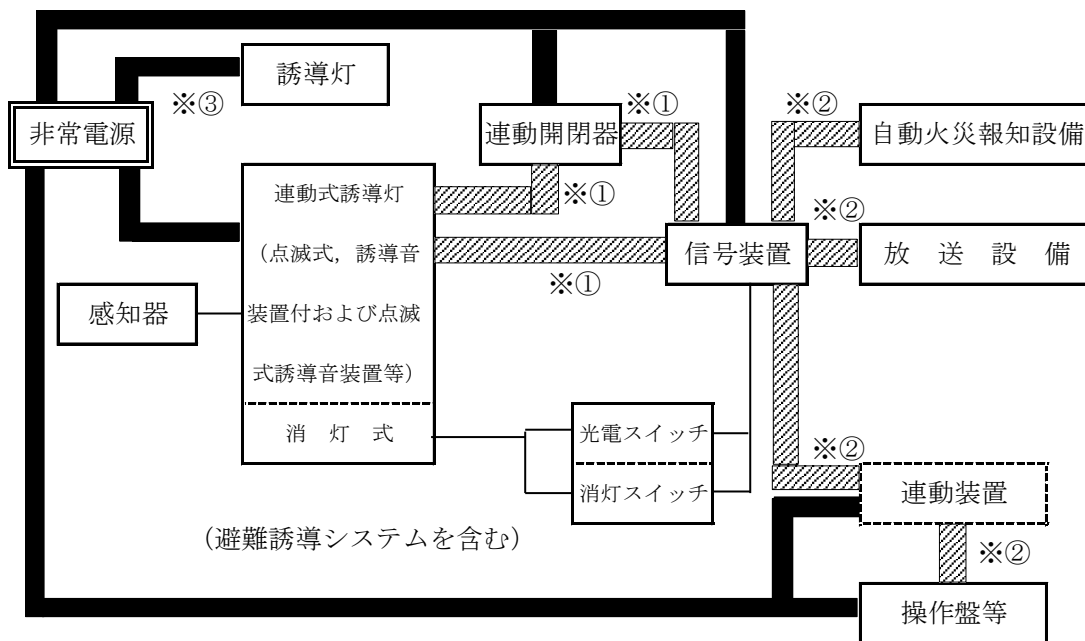 誘導灯
※③
非常電源
連動開閉器
※①
※②
自動火災報知設備
連動式誘導灯
(点滅式，誘導音
装置付および点滅
式誘導音装置等)
消　灯　式
※①
※①
※②
信号装置
放　送　設　備
感知器
光電スイッチ
消灯スイッチ
※②
連動装置
(避難誘導システムを含む)
※②
操作盤等